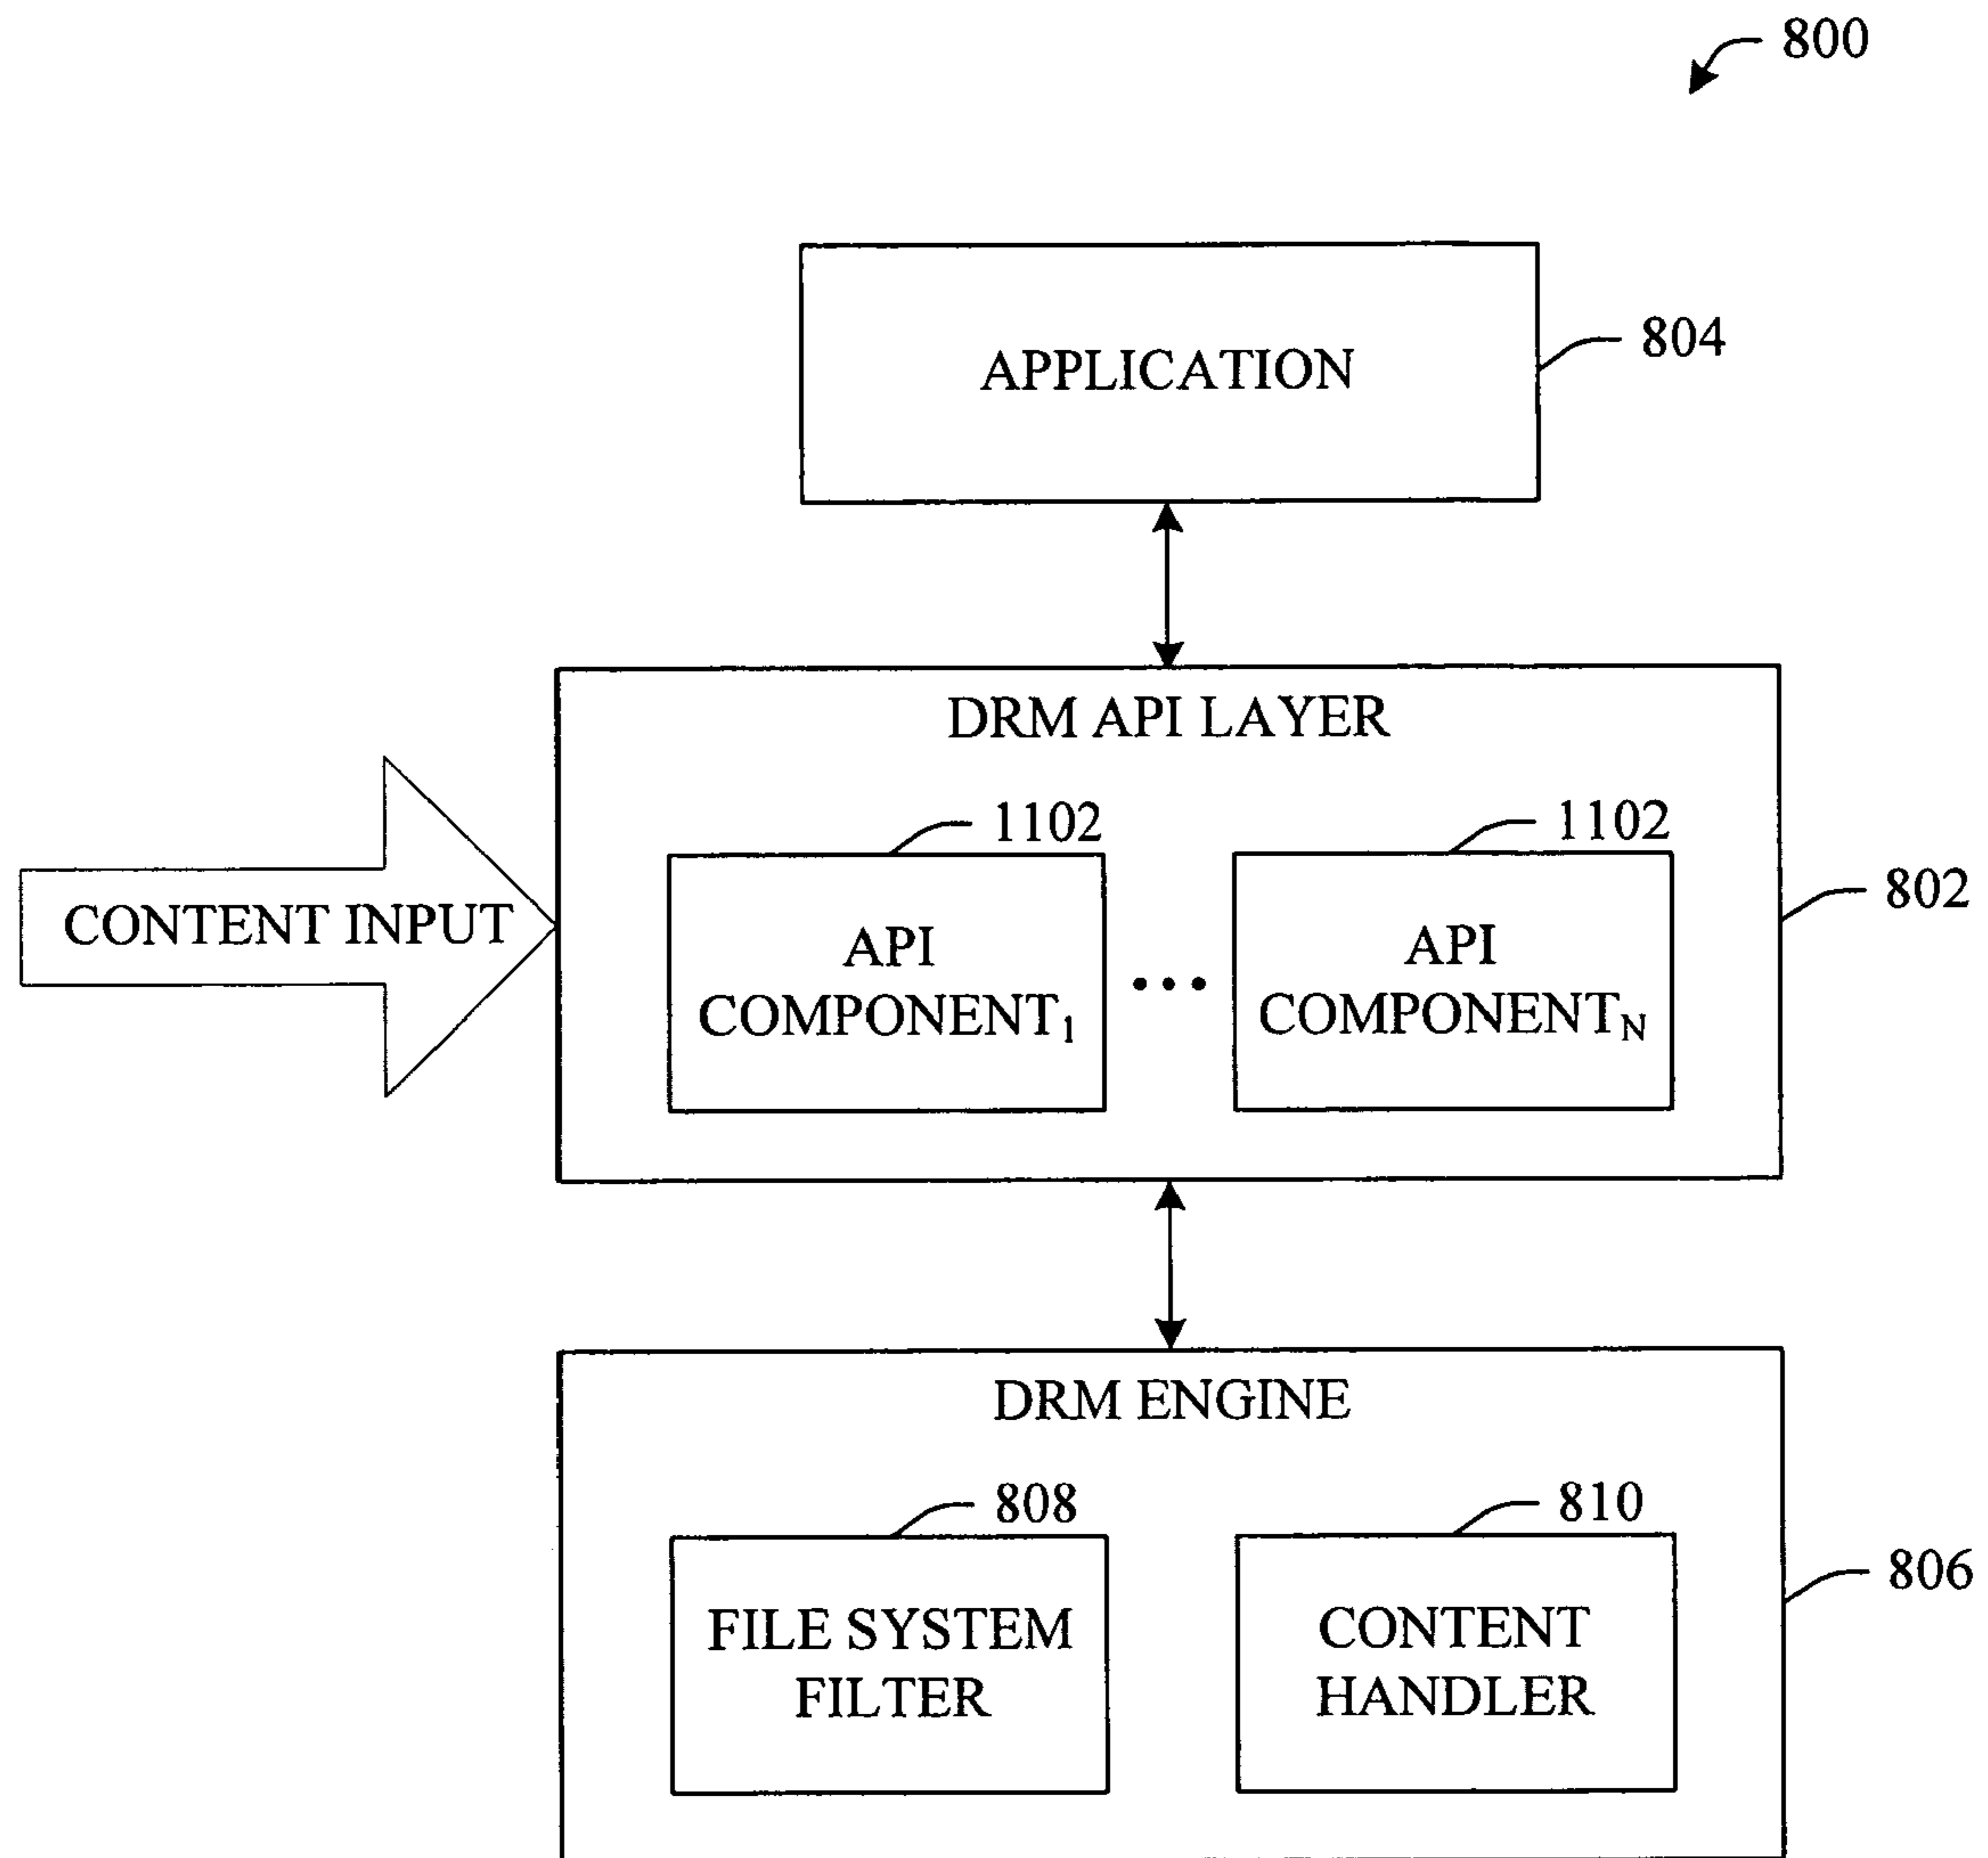 800
APPLICATION
804
DRM API LAYER
1102
1102
802
CONTENT INPUT
API
COMPONENT₁
...
API
COMPONENTN
DRM ENGINE
808
810
806
FILE SYSTEM
FILTER
CONTENT
HANDLER